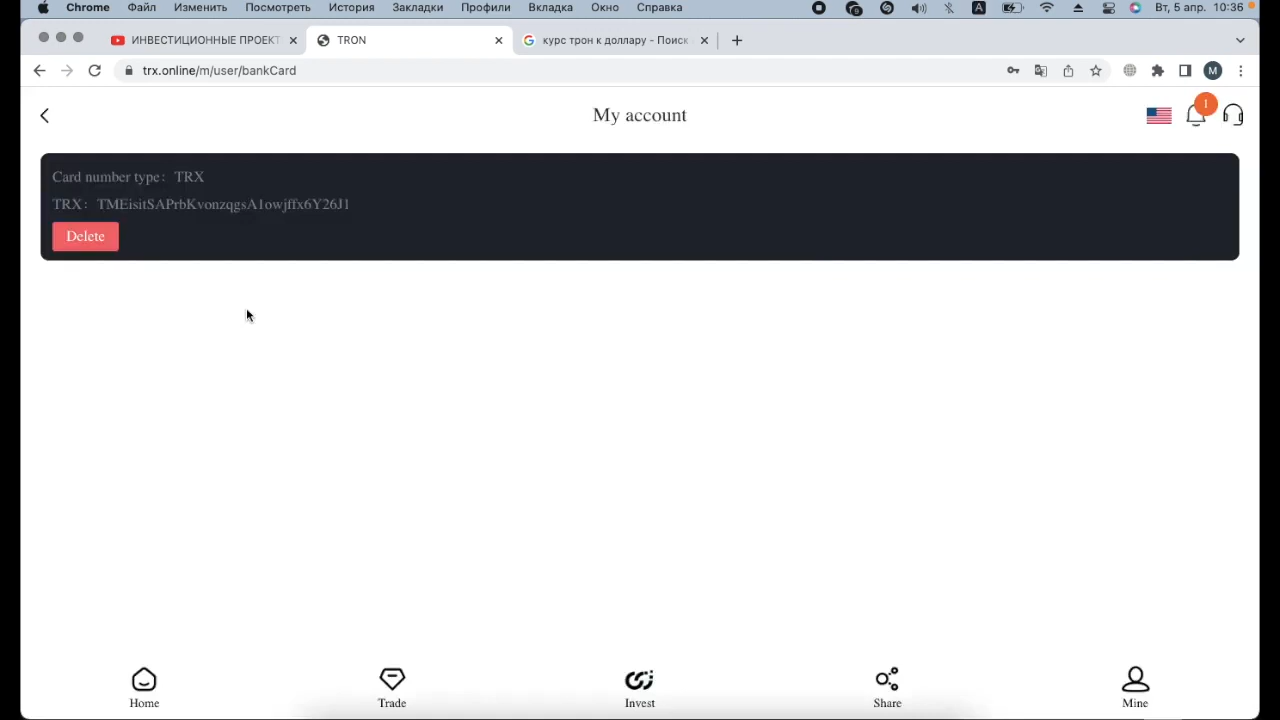 Chrome Файл Изменить Посмотреть История Закладки Профили Вкладка Окно Справка 9 A Вт, 5 апр. 10:36
ИНВЕСТИЦИОННЫЕ ПРОЕКТ TRON курс трон к доллару - Поиск
trx.online/m/user/bankCard M
My account 1
Card number type: TRX
TRX: TMEisitSAPrbKvonzqgsA1owjffx6Y26J1
Delete
Home Trade Invest Share Mine